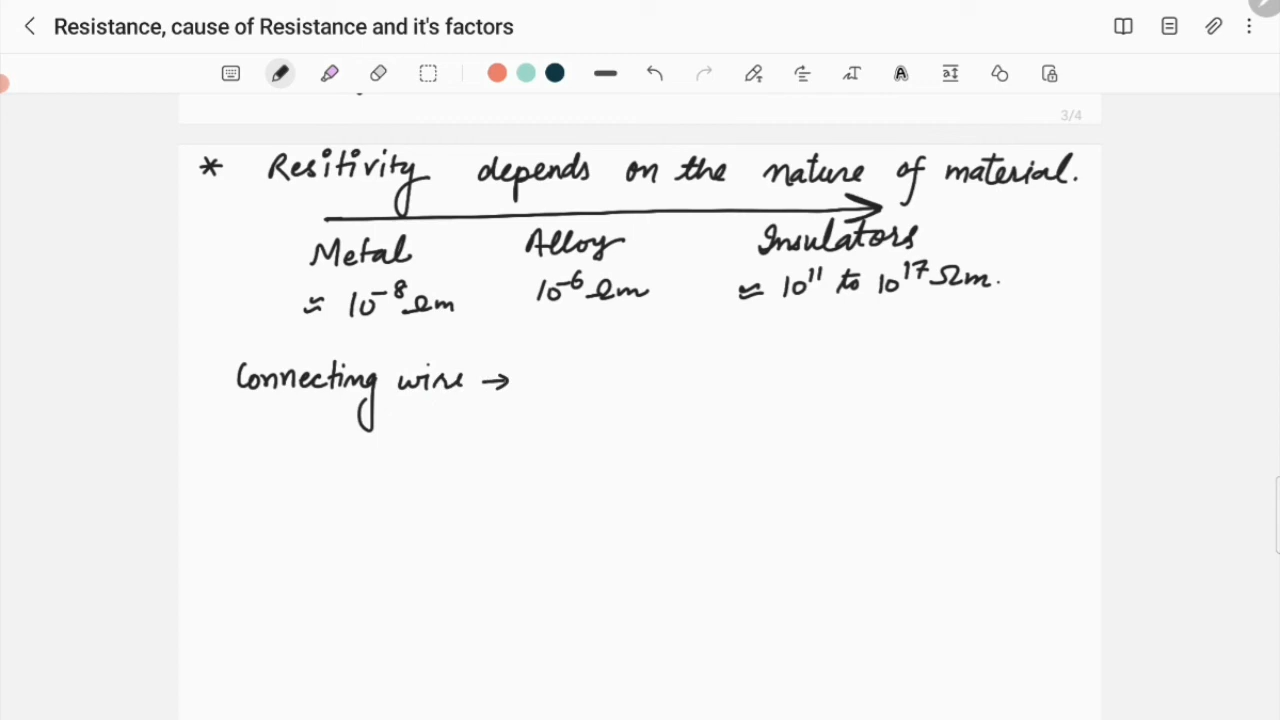 Resistance, cause of Resistance and it's factors
3/4
* Resitivity depends on the nature of material.
Metal Alloy Insulators
≈ 10⁻⁸ Ωm 10⁻⁶ Ωm ≈ 10¹¹ to 10¹⁷ Ωm.
Connecting wire →